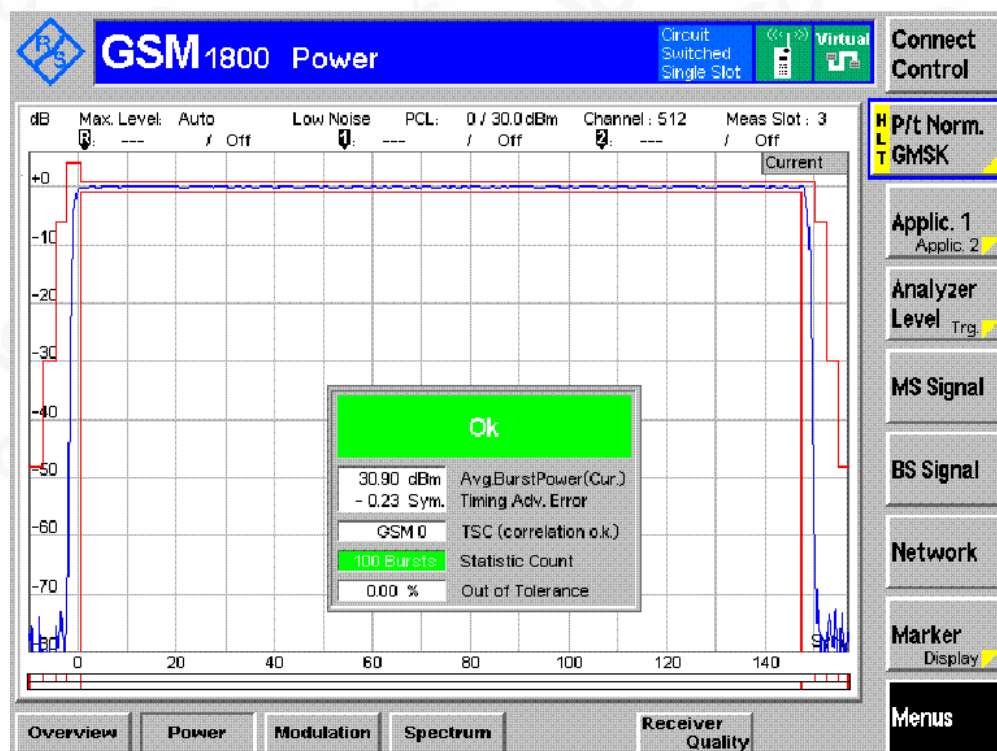 R/S
GSM 1800 Power
Circuit
Switched
Single Slot
Virtual
Connect
Control
dB Max. Level: Auto Low Noise PCL: 0 / 30.0 dBm Channel : 512 Meas Slot : 3
R: --- / Off 1: --- / Off 2: --- / Off
Current
HLT
P/t Norm.
GMSK
Applic. 1
Applic. 2
Analyzer
Level Trg.
MS Signal
BS Signal
Network
Marker
Display
Menus
+0
-10
-20
-30
-40
-50
-60
-70
-80
Ok
30.90 dBm Avg.BurstPower(Cur.)
- 0.23 Sym. Timing Adv. Error
GSM 0 TSC (correlation o.k.)
100 Bursts Statistic Count
0.00 % Out of Tolerance
0 20 40 60 80 100 120 140
Overview Power Modulation Spectrum Receiver
Quality